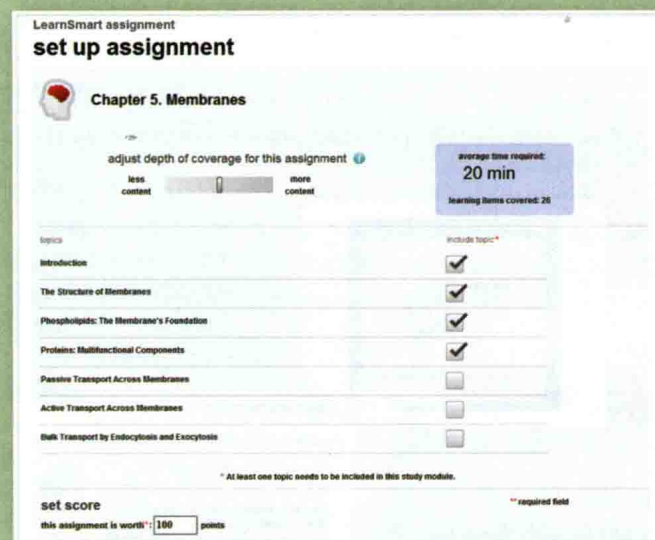 LearnSmart assignment
set up assignment
Chapter 5. Membranes
adjust depth of coverage for this assignment
less content
more content
average time required:
20 min
learning items covered: 26
topics
include topic*
Introduction
The Structure of Membranes
Phospholipids: The Membrane's Foundation
Proteins: Multifunctional Components
Passive Transport Across Membranes
Active Transport Across Membranes
Bulk Transport by Endocytosis and Exocytosis
* At least one topic needs to be included in this study module.
set score
** required field
this assignment is worth*: 100 points